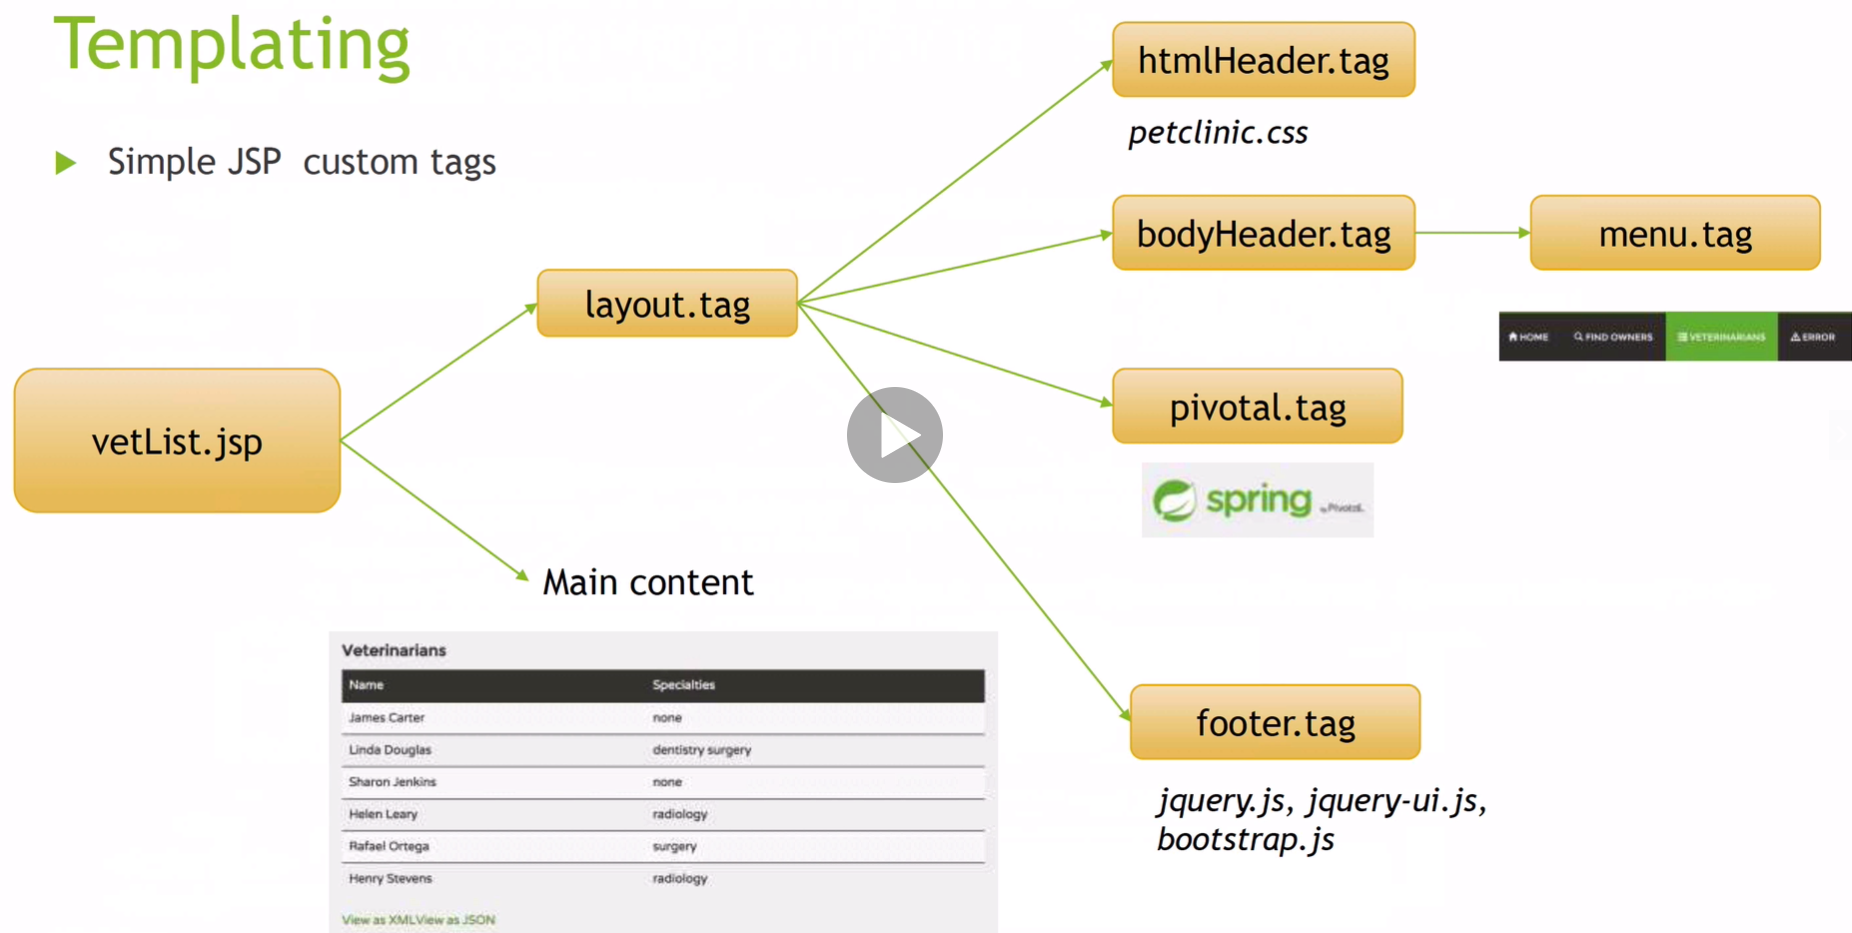 Templating
Simple JSP custom tags
vetList.jsp
layout.tag
htmlHeader.tag
petclinic.css
bodyHeader.tag
menu.tag
HOME FIND OWNERS VETERINARIANS ERROR
pivotal.tag
spring by Pivotal.
footer.tag
jquery.js, jquery-ui.js,
bootstrap.js
Main content
Veterinarians
Name Specialties
James Carter none
Linda Douglas dentistry surgery
Sharon Jenkins none
Helen Leary radiology
Rafael Ortega surgery
Henry Stevens radiology
View as XMLView as JSON